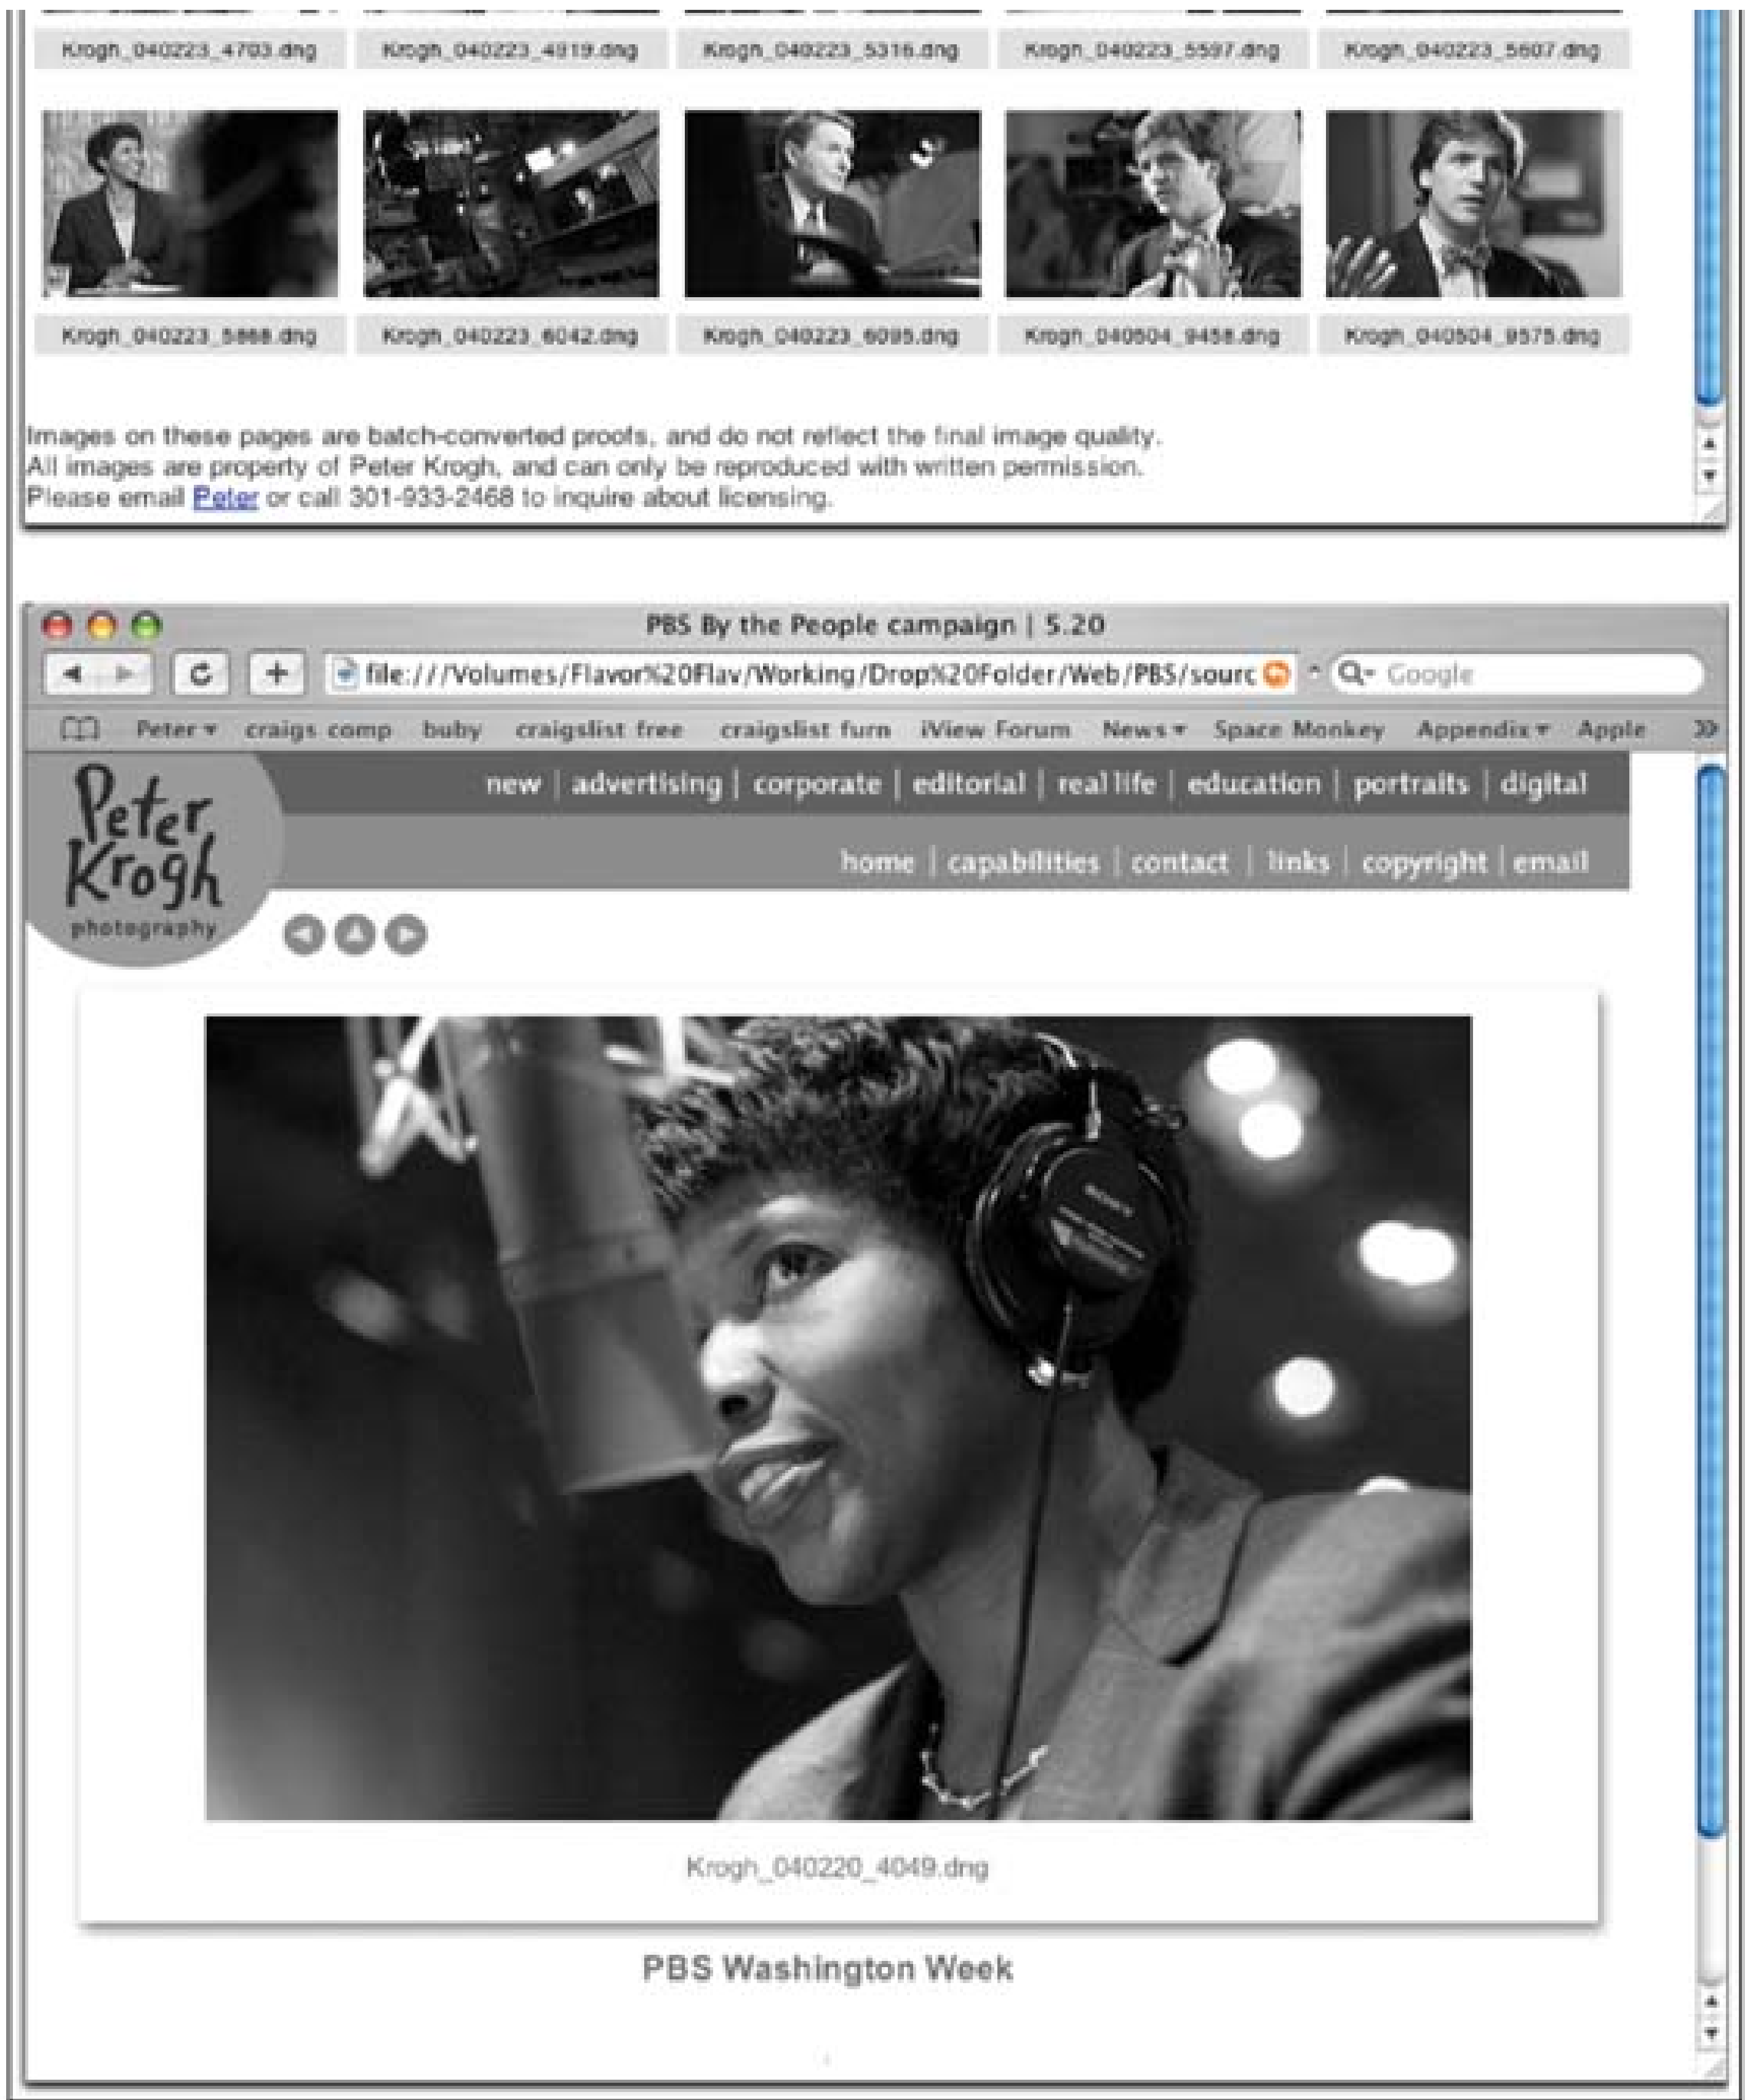 Krogh_040223_4703.dng Krogh_040223_4919.dng Krogh_040223_5316.dng Krogh_040223_5597.dng Krogh_040223_5607.dng
Krogh_040223_5868.dng Krogh_040223_6042.dng Krogh_040223_6095.dng Krogh_040504_9458.dng Krogh_040504_9575.dng
Images on these pages are batch-converted proofs, and do not reflect the final image quality.
All images are property of Peter Krogh, and can only be reproduced with written permission.
Please email Peter or call 301-933-2468 to inquire about licensing.
PBS By the People campaign | 5.20
file:///Volumes/Flavor%20Flav/Working/Drop%20Folder/Web/PBS/sourc Google
Peter craigs comp buby craigslist free craigslist furn iView Forum News Space Monkey Appendix Apple
new | advertising | corporate | editorial | real life | education | portraits | digital
home | capabilities | contact | links | copyright | email
Peter
Krogh
photography
SONY
Krogh_040220_4049.dng
PBS Washington Week